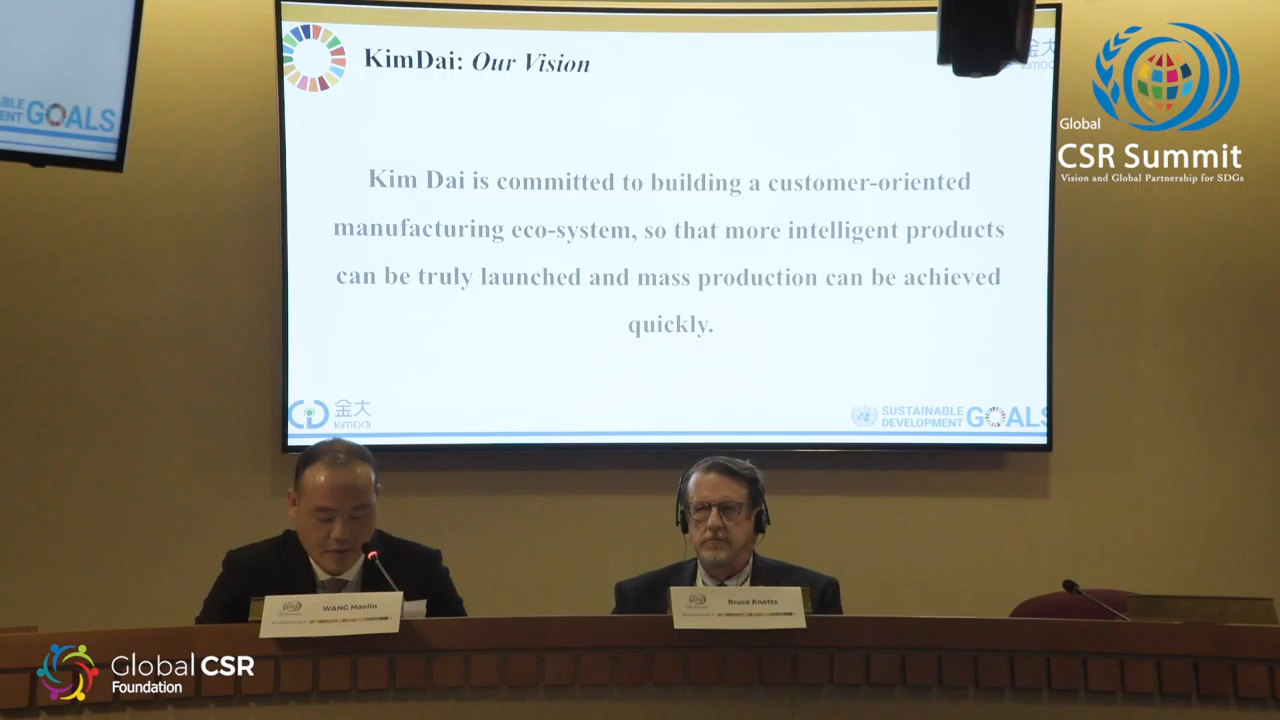 KimDai: Our Vision
金大
Global
CSR Summit
Vision and Global Partnership for SDGs
GOALS
Kim Dai is committed to building a customer-oriented
manufacturing eco-system, so that more intelligent products
can be truly launched and mass production can be achieved
quickly.
金大
KIMDAI
SUSTAINABLE
DEVELOPMENT
GOALS
WANG Maolin
Bruce Knotts
Global CSR
Foundation